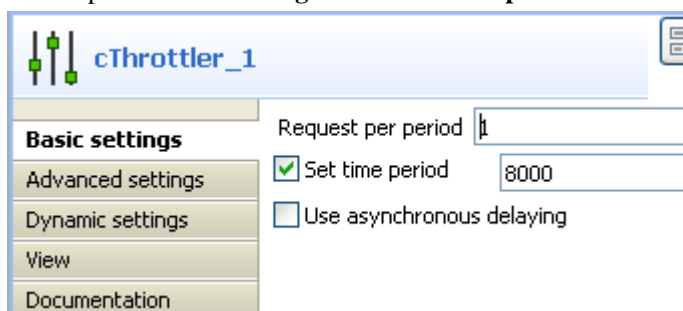 cThrottler_1
Basic settings
Advanced settings
Dynamic settings
View
Documentation
Request per period 1
Set time period 8000
Use asynchronous delaying